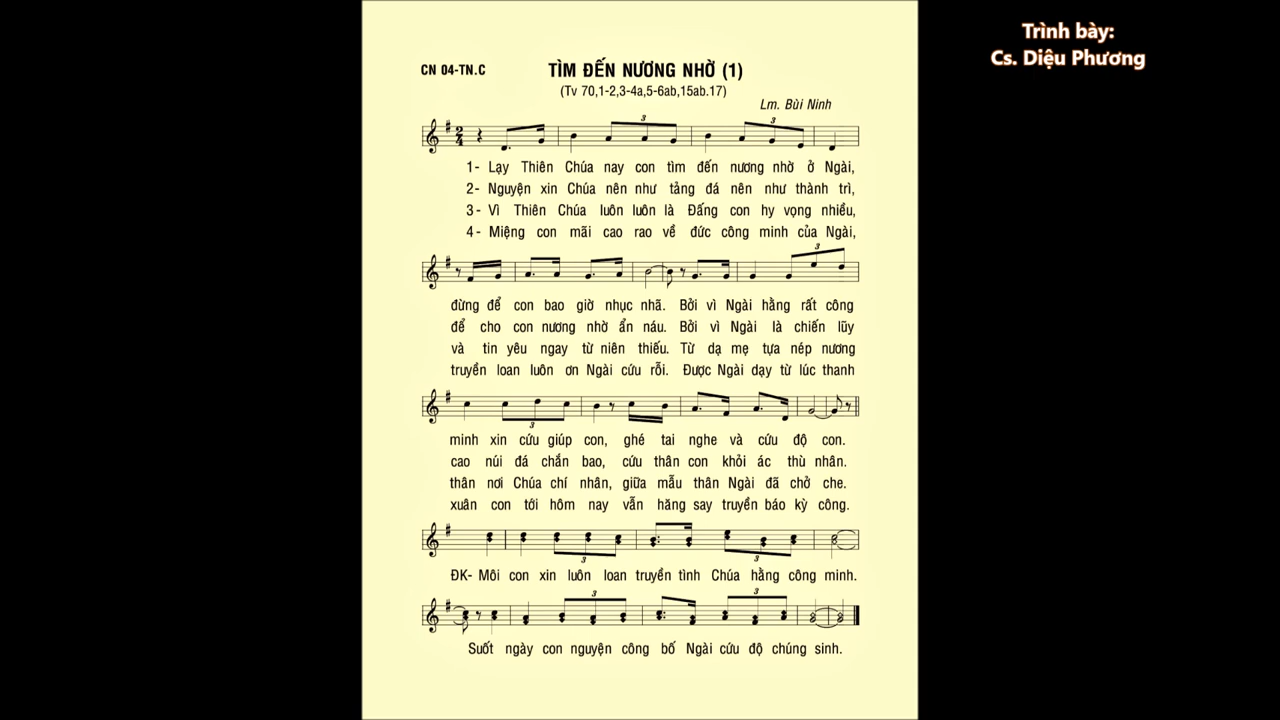 Trình bày:
Cs. Diệu Phương
CN 04-TN.C
TÌM ĐẾN NƯƠNG NHỜ (1)
(Tv 70,1-2,3-4a,5-6ab,15ab.17)
Lm. Bùi Ninh
1- Lạy Thiên Chúa nay con tìm đến nương nhờ ở Ngài,
2- Nguyện xin Chúa nên như tảng đá nên như thành trì,
3- Vì Thiên Chúa luôn luôn là Đấng con hy vọng nhiều,
4- Miệng con mãi cao rao về đức công minh của Ngài,
đừng để con bao giờ nhục nhã. Bởi vì Ngài hằng rất công
để cho con nương nhờ ẩn náu. Bởi vì Ngài là chiến lũy
và tin yêu ngay từ niên thiếu. Từ dạ mẹ tựa nép nương
truyền loan luôn ơn Ngài cứu rỗi. Được Ngài dạy từ lúc thanh
minh xin cứu giúp con, ghé tai nghe và cứu độ con.
cao núi đá chắn bao, cứu thân con khỏi ác thù nhân.
thân nơi Chúa chí nhân, giữa mẫu thân Ngài đã chở che.
xuân con tới hôm nay vẫn hăng say truyền báo kỳ công.
ĐK- Môi con xin luôn loan truyền tình Chúa hằng công minh.
Suốt ngày con nguyện công bố Ngài cứu độ chúng sinh.